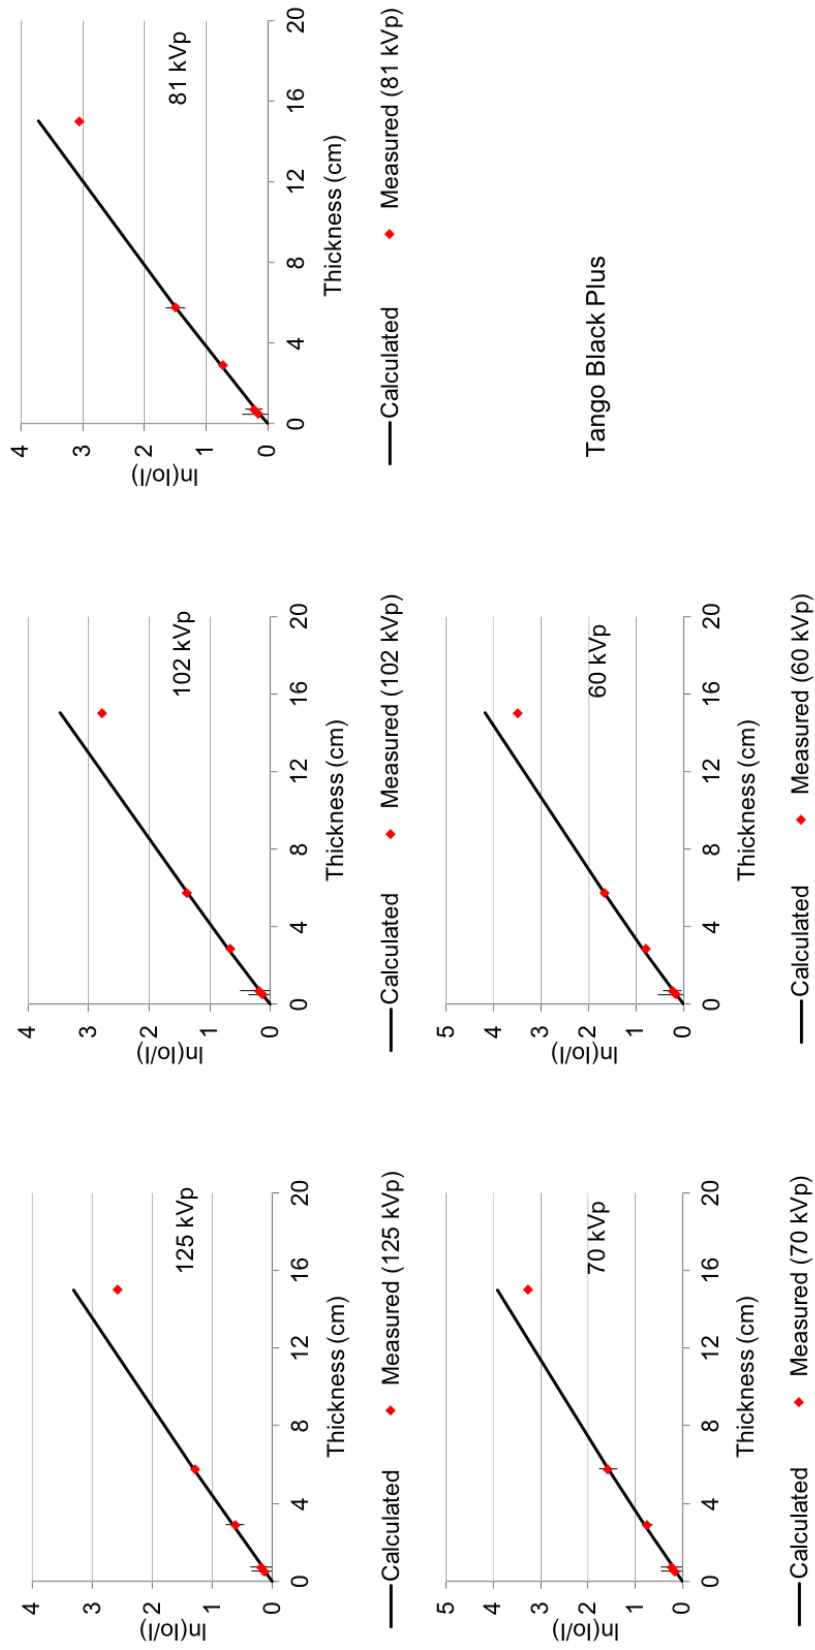 4
3
2
1
0
ln(Io/I)
125 kVp
0 4 8 12 16 20
Thickness (cm)
Calculated Measured (125 kVp)
4
3
2
1
0
ln(Io/I)
102 kVp
0 4 8 12 16 20
Thickness (cm)
Calculated Measured (102 kVp)
4
3
2
1
0
ln(Io/I)
81 kVp
0 4 8 12 16 20
Thickness (cm)
Calculated Measured (81 kVp)
5
4
3
2
1
0
ln(Io/I)
70 kVp
0 4 8 12 16 20
Thickness (cm)
Calculated Measured (70 kVp)
5
4
3
2
1
0
ln(Io/I)
60 kVp
0 4 8 12 16 20
Thickness (cm)
Calculated Measured (60 kVp)
Tango Black Plus